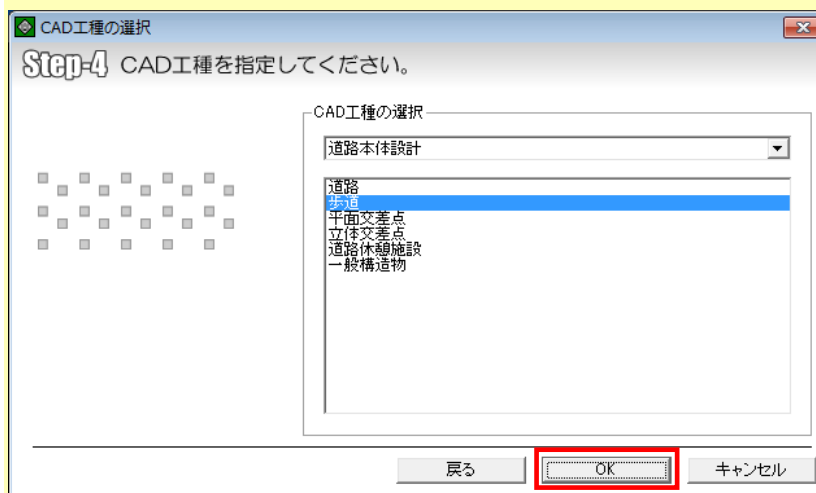 CAD工種の選択
Step-4 CAD工種を指定してください。
CAD工種の選択
道路本体設計
道路
歩道
平面交差点
立体交差点
道路休憩施設
一般構造物
戻る OK キャンセル